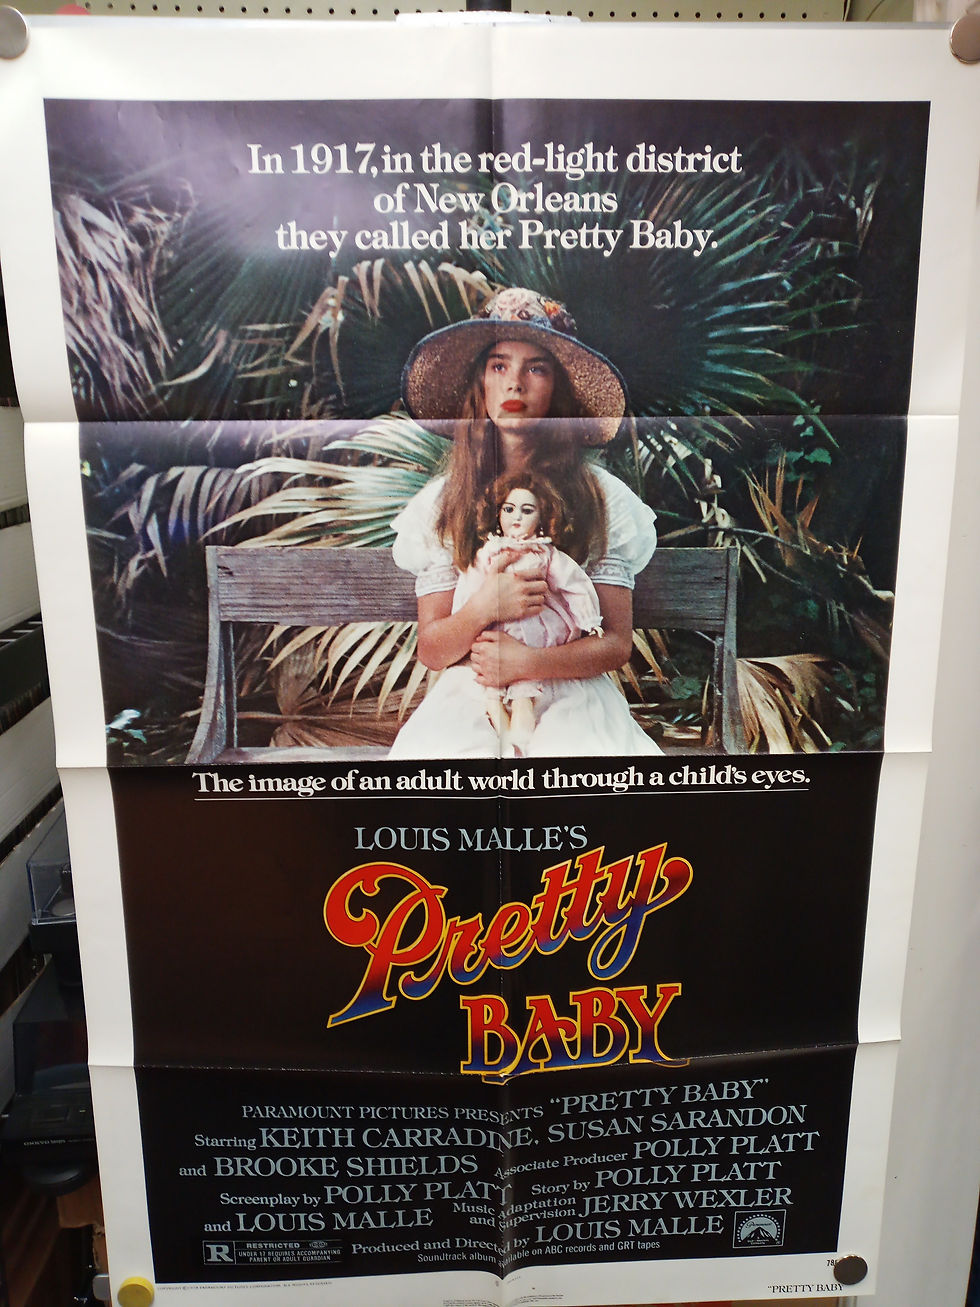 In 1917, in the red-light district
of New Orleans
they called her Pretty Baby.
The image of an adult world through a child's eyes.
LOUIS MALLE'S
Pretty
BABY
PARAMOUNT PICTURES PRESENTS "PRETTY BABY"
Starring KEITH CARRADINE, SUSAN SARANDON
and BROOKE SHIELDS Associate Producer POLLY PLATT
Screenplay by POLLY PLATT Story by POLLY PLATT
and LOUIS MALLE Music Adaptation and Supervision JERRY WEXLER
Produced and Directed by LOUIS MALLE
Soundtrack album available on ABC records and GRT tapes
R RESTRICTED
UNDER 17 REQUIRES ACCOMPANYING
PARENT OR ADULT GUARDIAN
Paramount
"PRETTY BABY"